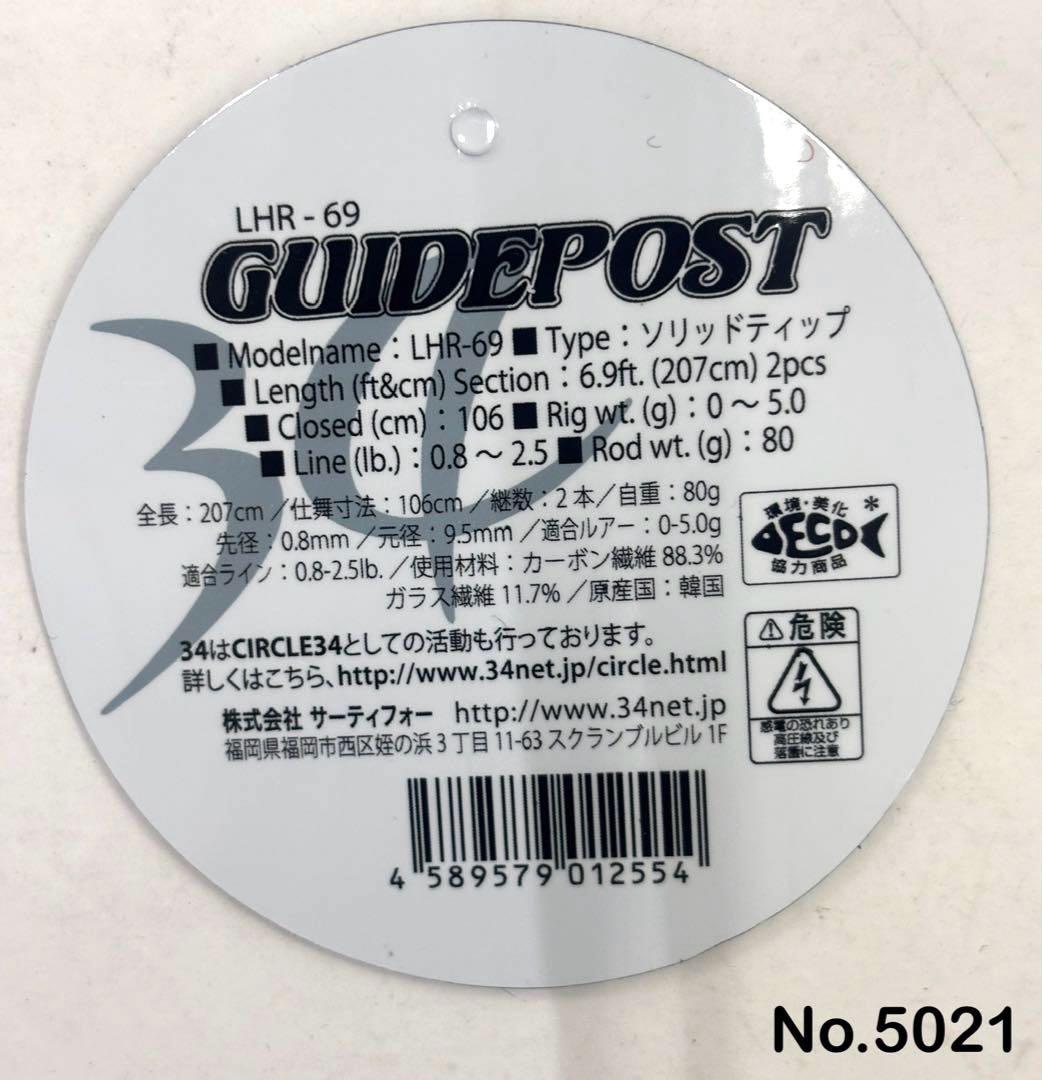 LHR - 69
GUIDEPOST
34
■ Modelname : LHR-69 ■ Type : ソリッドティップ
■ Length (ft&cm) Section : 6.9ft. (207cm) 2pcs
■ Closed (cm) : 106 ■ Rig wt. (g) : 0 〜 5.0
■ Line (lb.) : 0.8 〜 2.5 ■ Rod wt. (g) : 80
全長：207cm ／仕舞寸法：106cm ／継数：2 本／自重：80g
先径：0.8mm ／元径：9.5mm ／適合ルアー：0-5.0g
適合ライン：0.8-2.5lb. ／使用材料：カーボン繊維 88.3%
ガラス繊維 11.7% ／原産国：韓国
環境・美化 *
ECO
協力商品
34はCIRCLE34としての活動も行っております。
詳しくはこちら、http://www.34net.jp/circle.html
株式会社 サーティフォー http://www.34net.jp
福岡県福岡市西区姪の浜 3 丁目 11-63 スクランブルビル 1F
⚠危険
感電の恐れあり
高圧線及び
落雷に注意
4 589579 012554
No.5021